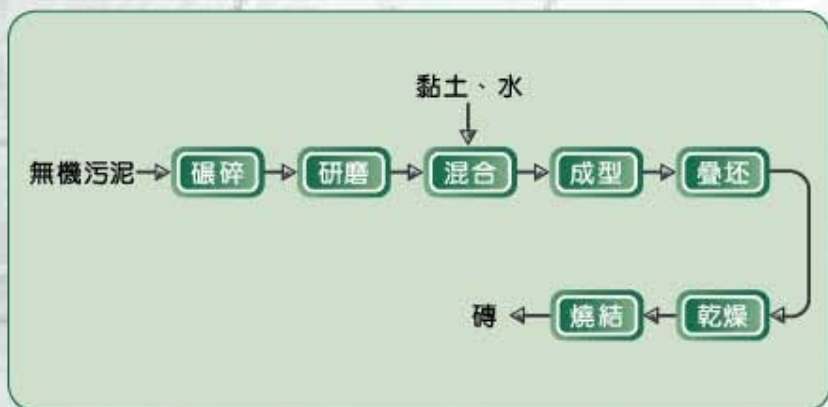 黏土、水
無機污泥 碾碎 研磨 混合 成型 疊坯
磚 燒結 乾燥